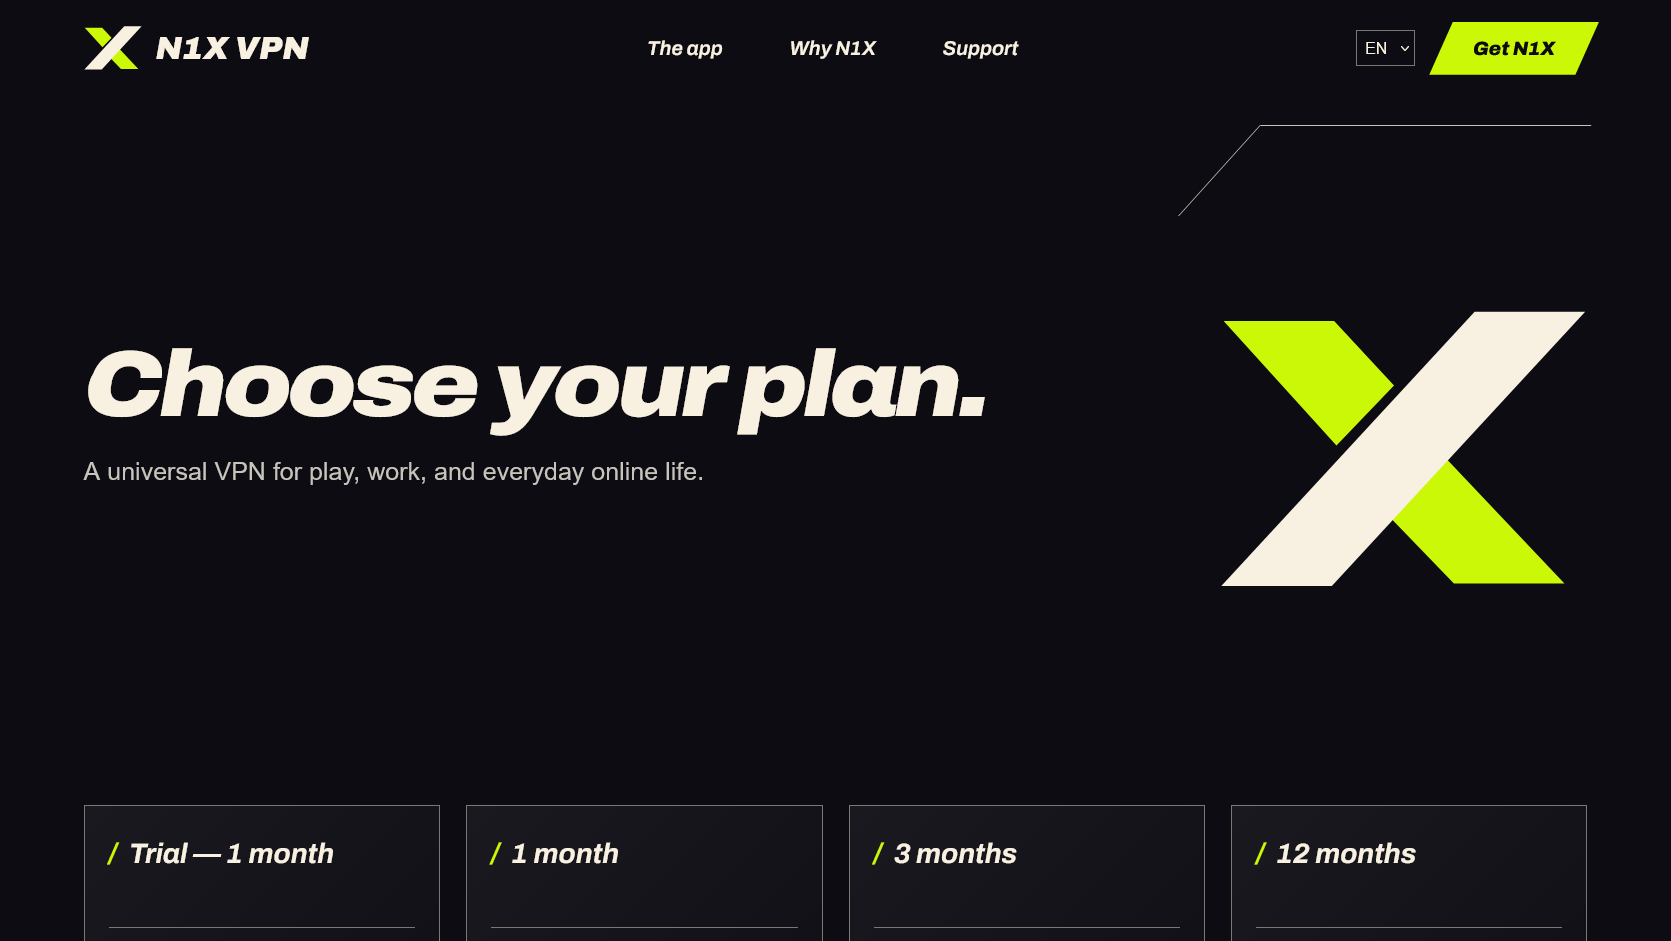 N1X VPN
The app
Why N1X
Support
EN
Get N1X
Choose your plan.
A universal VPN for play, work, and everyday online life.
/ Trial — 1 month
/ 1 month
/ 3 months
/ 12 months